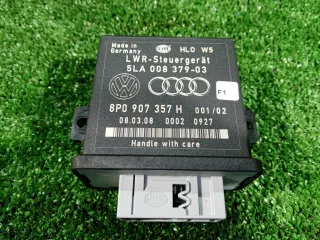 Made in Germany
HLO W5
LWR-Steuergerät
5LA 008 379-03
8P0 907 357 H 001/02
F1
08.03.08 0002 0927
Handle with care